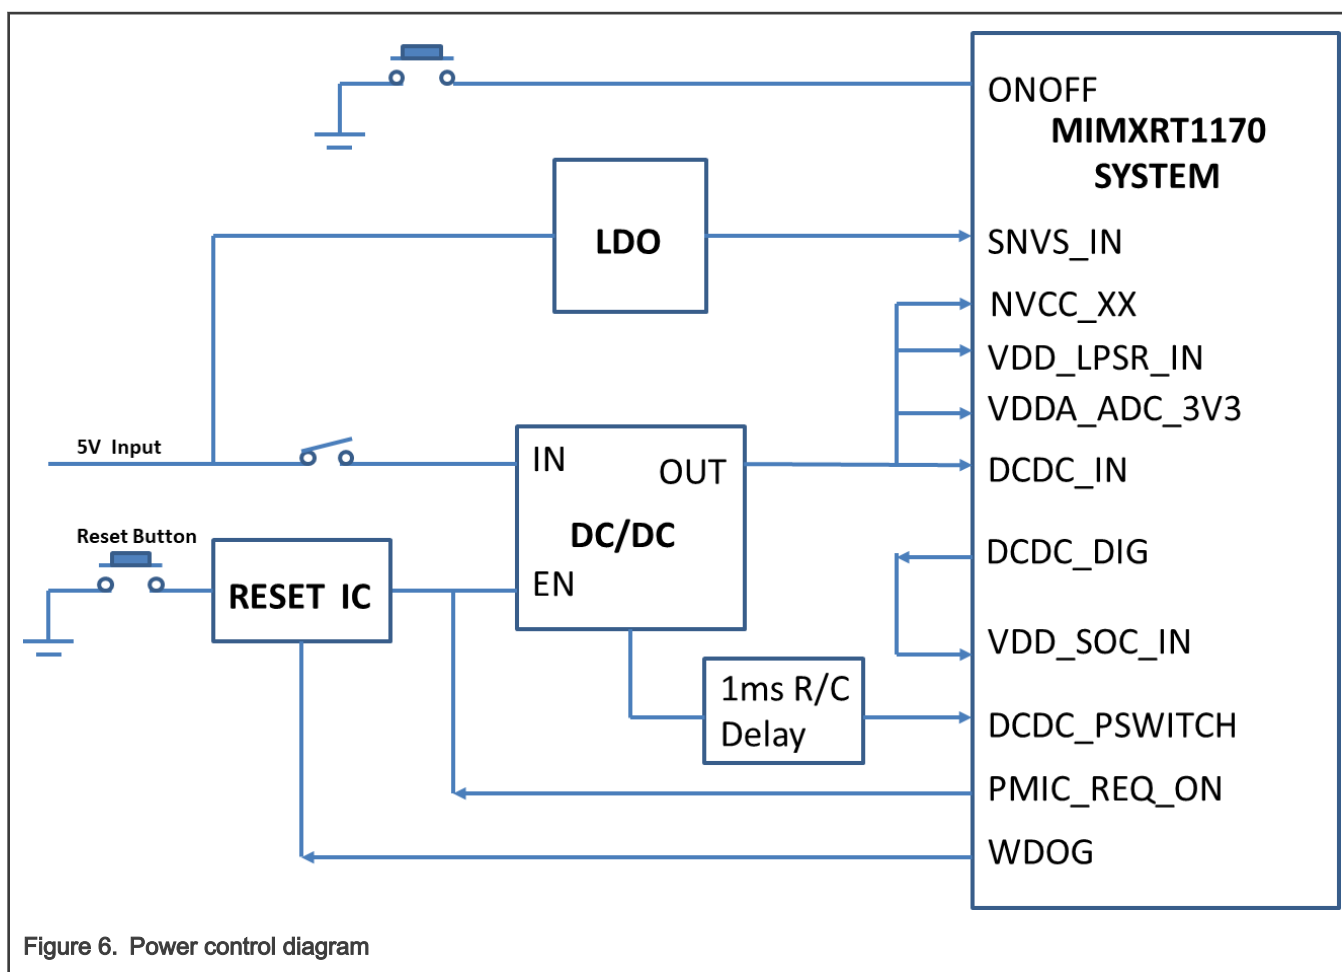 ONOFF
MIMXRT1170
SYSTEM
LDO
SNVS_IN
NVCC_XX
VDD_LPSR_IN
VDDA_ADC_3V3
5V Input
IN
OUT
DCDC_IN
DC/DC
Reset Button
RESET IC
EN
DCDC_DIG
VDD_SOC_IN
1ms R/C
Delay
DCDC_PSWITCH
PMIC_REQ_ON
WDOG
Figure 6. Power control diagram